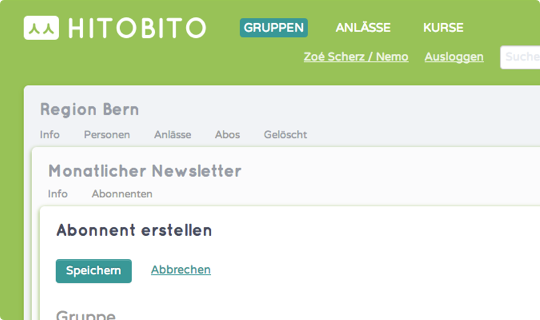 HITOBITO
GRUPPEN ANLÄSSE KURSE
Zoé Scherz / Nemo Ausloggen Suche
Region Bern
Info Personen Anlässe Abos Gelöscht
Monatlicher Newsletter
Info Abonnenten
Abonnent erstellen
Speichern Abbrechen
Gruppe